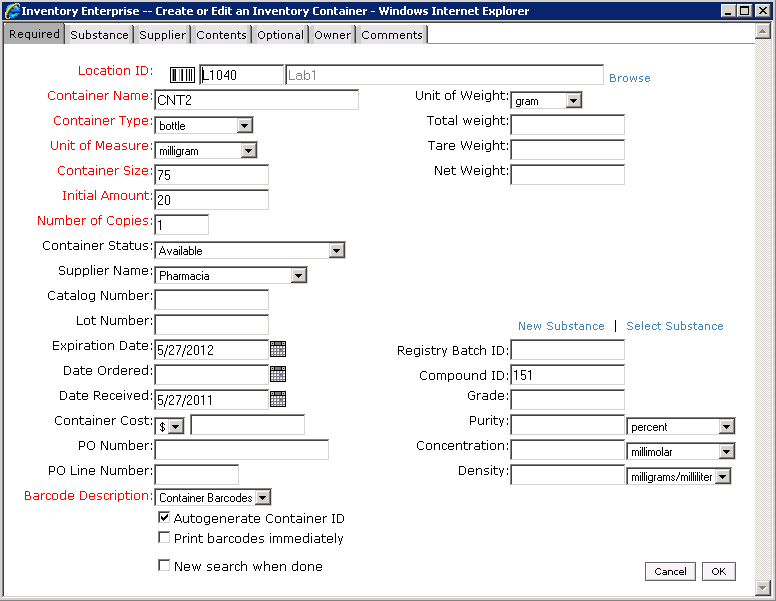 Inventory Enterprise -- Create or Edit an Inventory Container - Windows Internet Explorer
Required Substance Supplier Contents Optional Owner Comments
Location ID: L1040 Lab1 Browse
Container Name: CNT2 Unit of Weight: gram
Container Type: bottle Total weight:
Unit of Measure: milligram Tare Weight:
Container Size: 75 Net Weight:
Initial Amount: 20
Number of Copies: 1
Container Status: Available
Supplier Name: Pharmacia
Catalog Number:
Lot Number: New Substance | Select Substance
Expiration Date: 5/27/2012 Registry Batch ID:
Date Ordered: Compound ID: 151
Date Received: 5/27/2011 Grade:
Container Cost: $ Purity: percent
PO Number: Concentration: millimolar
PO Line Number: Density: milligrams/milliliter
Barcode Description: Container Barcodes
Autogenerate Container ID
Print barcodes immediately
New search when done
Cancel OK